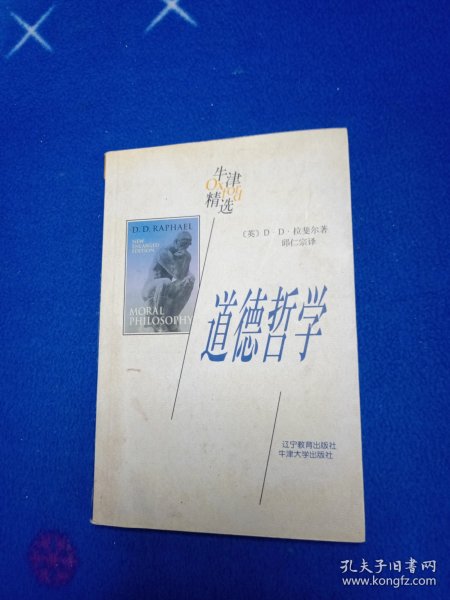 牛津
OXFORD
精选
D. D. RAPHAEL
NEW
ENLARGED
EDITION
MORAL
PHILOSOPHY
〔英〕D·D·拉斐尔著
邱仁宗译
道德哲学
辽宁教育出版社
牛津大学出版社
孔夫子旧书网
www.kongfz.com